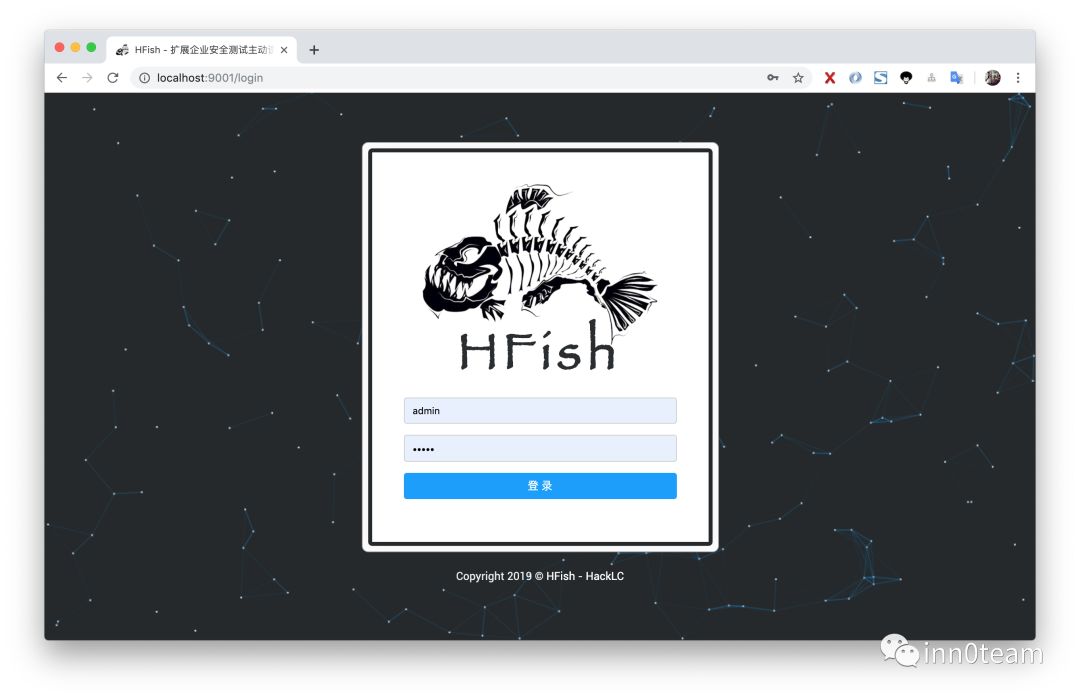 HFish - 扩展企业安全测试主动
localhost:9001/login
HFish
admin
•••••
登 录
Copyright 2019 © HFish - HackLC
inn0team